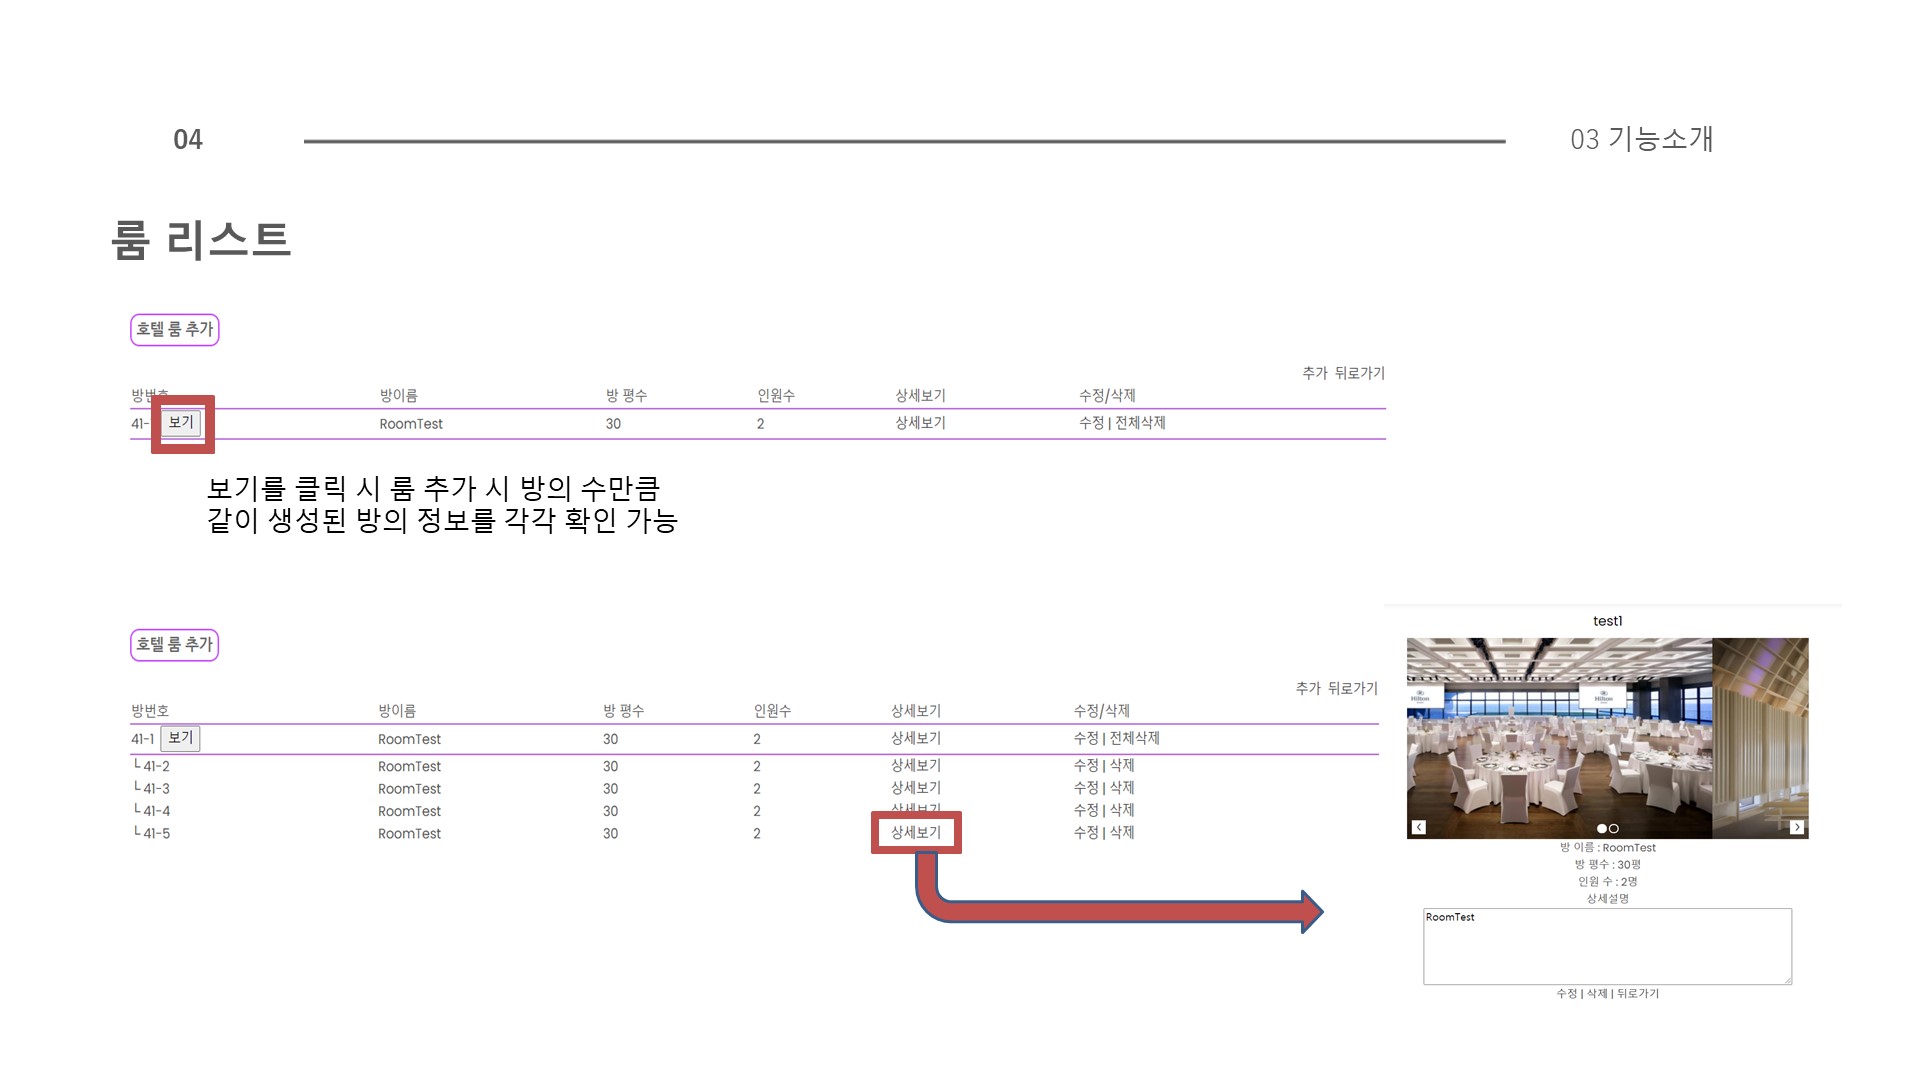 04
03 기능소개
룸 리스트
호텔 룸 추가
추가 뒤로가기
방번호 방이름 방 평수 인원수 상세보기 수정/삭제
41- 보기 RoomTest 30 2 상세보기 수정 | 전체삭제
보기를 클릭 시 룸 추가 시 방의 수만큼
같이 생성된 방의 정보를 각각 확인 가능
호텔 룸 추가
추가 뒤로가기
방번호 방이름 방 평수 인원수 상세보기 수정/삭제
41-1 보기 RoomTest 30 2 상세보기 수정 | 전체삭제
└ 41-2 RoomTest 30 2 상세보기 수정 | 삭제
└ 41-3 RoomTest 30 2 상세보기 수정 | 삭제
└ 41-4 RoomTest 30 2 상세보기 수정 | 삭제
└ 41-5 RoomTest 30 2 상세보기 수정 | 삭제
test1
Hilton
Hilton
방 이름 : RoomTest
방 평수 : 30평
인원 수 : 2명
상세설명
RoomTest
수정 | 삭제 | 뒤로가기